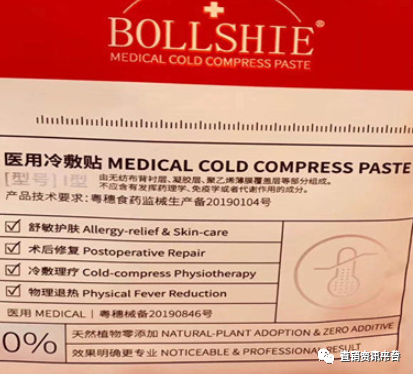 BOLLSHIE®
MEDICAL COLD COMPRESS PASTE
医用冷敷贴 MEDICAL COLD COMPRESS PASTE
[型号] I型
由无纺布背衬层、凝胶层、聚乙烯薄膜覆盖层等部分组成。
不应含有发挥药理学、免疫学或者代谢作用的成分。
产品技术要求:粤穗食药监械生产备20190104号
舒敏护肤 Allergy-relief & Skin-care
术后修复 Postoperative Repair
冷敷理疗 Cold-compress Physiotherapy
物理退热 Physical Fever Reduction
医用 MEDICAL | 粤穗械备20190846号
0%
天然植物零添加 NATURAL-PLANT ADOPTION & ZERO ADDITIVE
效果明确更专业 NOTICEABLE & PROFESSIONAL RESULT
直销资讯平台